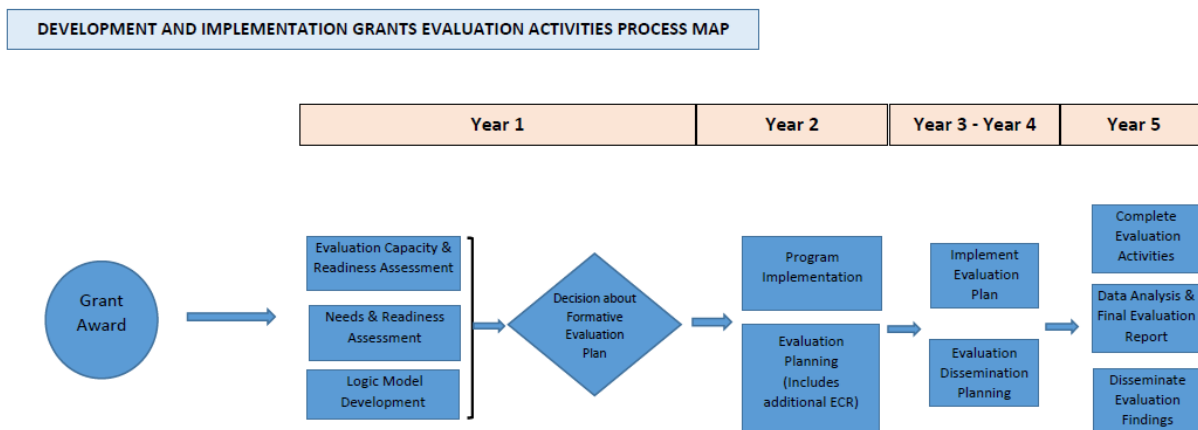 DEVELOPMENT AND IMPLEMENTATION GRANTS EVALUATION ACTIVITIES PROCESS MAP
Year 1
Year 2
Year 3 - Year 4
Year 5
Grant
Award
Evaluation Capacity &
Readiness Assessment
Needs & Readiness
Assessment
Logic Model
Development
Decision about
Formative
Evaluation
Plan
Program
Implementation
Evaluation
Planning
(Includes
additional ECR)
Implement
Evaluation
Plan
Evaluation
Dissemination
Planning
Complete
Evaluation
Activities
Data Analysis &
Final Evaluation
Report
Disseminate
Evaluation
Findings